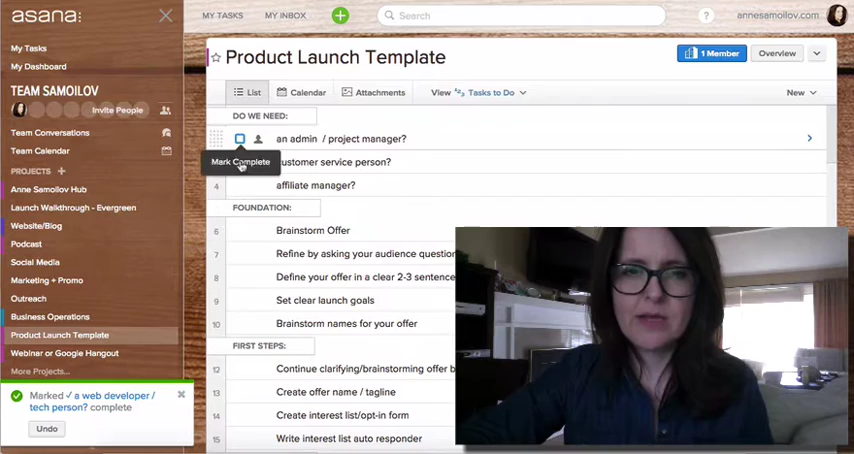 asana:
MY TASKS
MY INBOX
Search
?
annesamoilov.com
My Tasks
My Dashboard
TEAM SAMOILOV
Invite People
Team Conversations
Team Calendar
PROJECTS +
Anne Samoilov Hub
Launch Walkthrough - Evergreen
Website/Blog
Podcast
Social Media
Marketing + Promo
Outreach
Business Operations
Product Launch Template
Webinar or Google Hangout
More Projects...
Marked ✓ a web developer /
tech person? complete
Undo
Product Launch Template
1 Member
Overview
List
Calendar
Attachments
View
Tasks to Do
New
DO WE NEED:
an admin / project manager?
Mark Complete
customer service person?
4 affiliate manager?
FOUNDATION:
6 Brainstorm Offer
7 Refine by asking your audience question
8 Define your offer in a clear 2-3 sentence
9 Set clear launch goals
10 Brainstorm names for your offer
FIRST STEPS:
12 Continue clarifying/brainstorming offer b
13 Create offer name / tagline
14 Create interest list/opt-in form
15 Write interest list auto responder